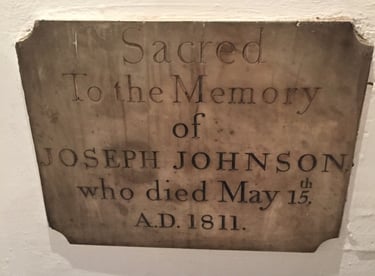 Sacred
To the Memory
of
JOSEPH JOHNSON
who died May 15th.
A.D. 1811.